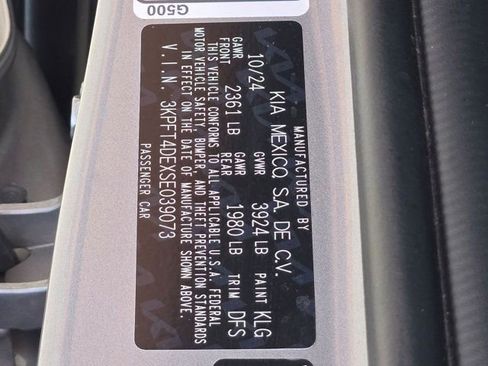 G500
MANUFACTURED BY
KIA MEXICO, S.A. DE C.V.
10/24 GVWR 3924 LB PAINT KLG
GAWR FRONT 2361 LB GAWR REAR 1980 LB TRIM DFS
THIS VEHICLE CONFORMS TO ALL APPLICABLE U.S.A. FEDERAL
MOTOR VEHICLE SAFETY, BUMPER, AND THEFT PREVENTION STANDARDS
IN EFFECT ON THE DATE OF MANUFACTURE SHOWN ABOVE.
V.I.N. 3KPFT4DEXSE039073
PASSENGER CAR